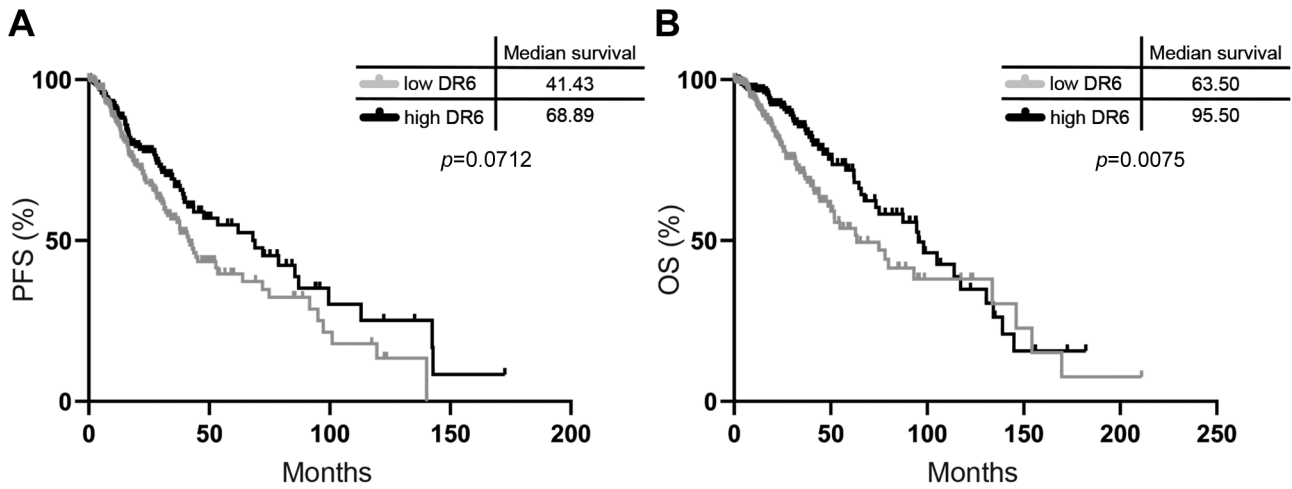 A
Median survival
low DR6 41.43
high DR6 68.89
p=0.0712
PFS (%)
100
50
0
0 50 100 150 200
Months
B
Median survival
low DR6 63.50
high DR6 95.50
p=0.0075
OS (%)
100
50
0
0 50 100 150 200 250
Months